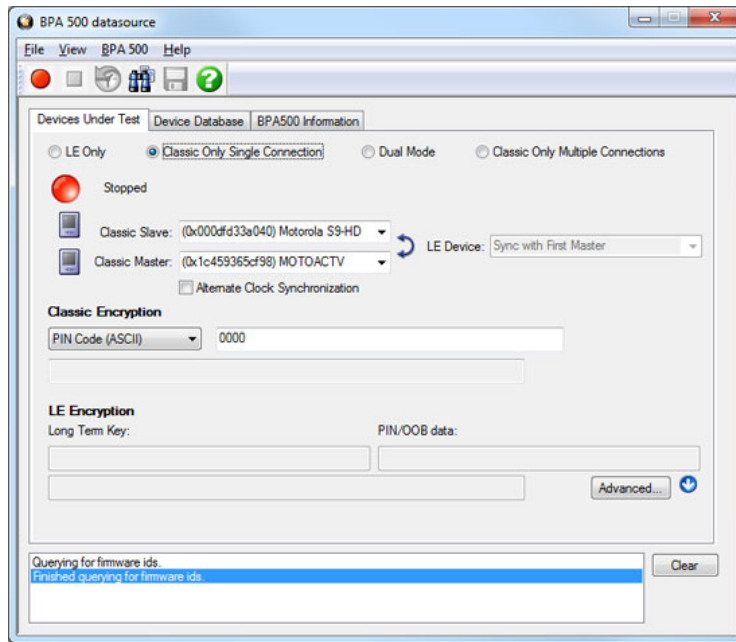 BPA 500 datasource
File View BPA 500 Help
Devices Under Test Device Database BPA500 Information
LE Only Classic Only Single Connection Dual Mode Classic Only Multiple Connections
Stopped
Classic Slave: (0x000dfd33a040) Motorola S9-HD
LE Device: Sync with First Master
Classic Master: (0x1c459365cf98) MOTOACTV
Alternate Clock Synchronization
Classic Encryption
PIN Code (ASCII) 0000
LE Encryption
Long Term Key: PIN/OOB data:
Advanced...
Querying for firmware ids.
Finished querying for firmware ids.
Clear